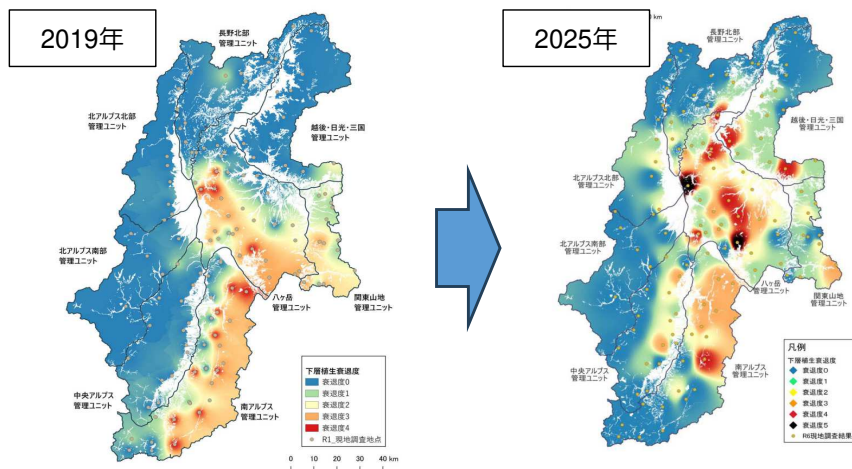 2019年
長野北部
管理ユニット
北アルプス北部
管理ユニット
越後・日光・三国
管理ユニット
北アルプス南部
管理ユニット
八ヶ岳
管理ユニット
関東山地
管理ユニット
中央アルプス
管理ユニット
南アルプス
管理ユニット
下層植生衰退度
衰退度0
衰退度1
衰退度2
衰退度3
衰退度4
R1_現地調査地点
0 10 20 30 40 km
2025年
0 km
長野北部
管理ユニット
越後・日光・三国
管理ユニット
北アルプス北部
管理ユニット
北アルプス南部
管理ユニット
八ヶ岳
管理ユニット
関東山地
管理ユニット
中央アルプス
管理ユニット
南アルプス
管理ユニット
凡例
下層植生衰退度
衰退度0
衰退度1
衰退度2
衰退度3
衰退度4
衰退度5
R6現地調査結果